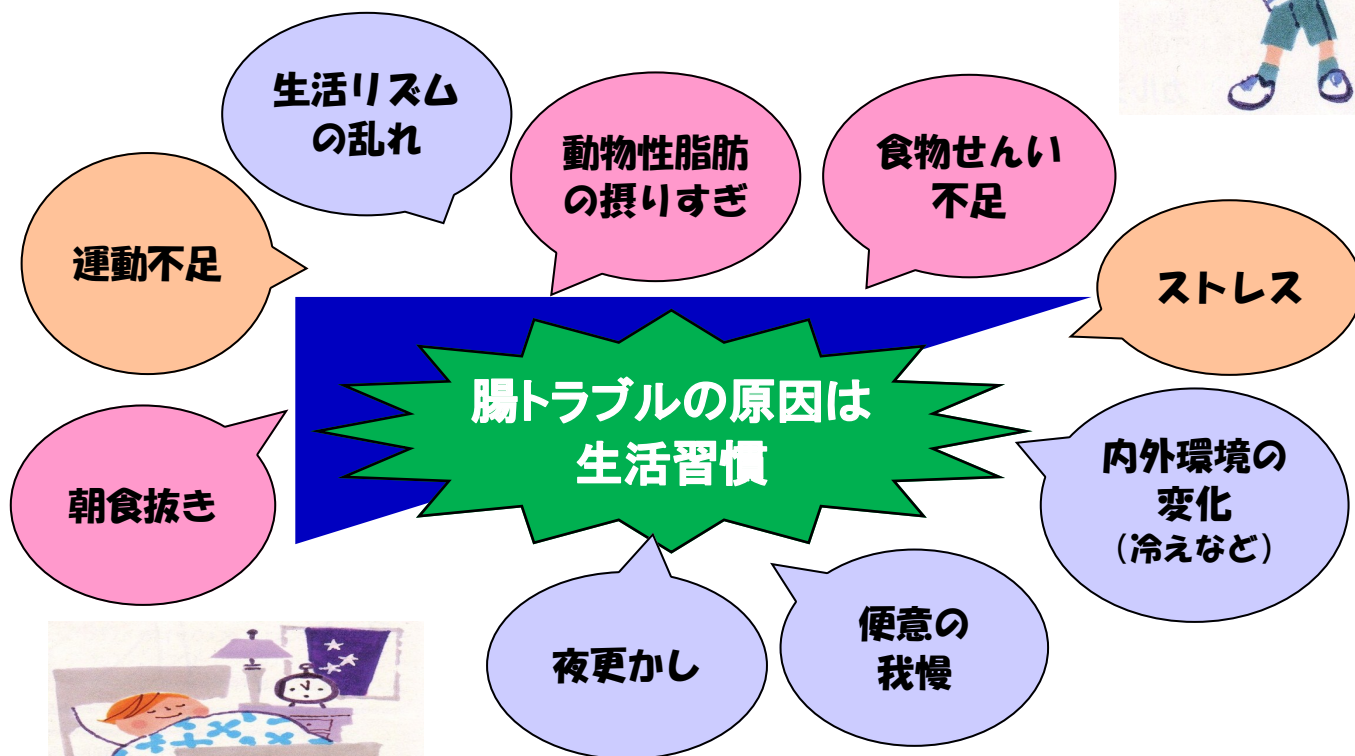 生活リズム
の乱れ
動物性脂肪
の摂りすぎ
食物せんい
不足
運動不足
ストレス
腸トラブルの原因は
生活習慣
内外環境の
変化
（冷えなど）
朝食抜き
夜更かし
便意の
我慢